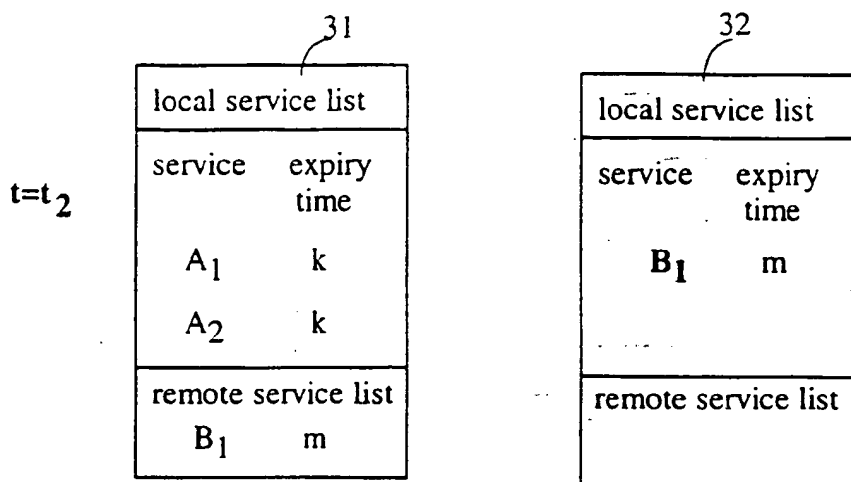 31
local service list
service expiry
time
t=t2
A1 k
A2 k
remote service list
B1 m
32
local service list
service expiry
time
B1 m
remote service list